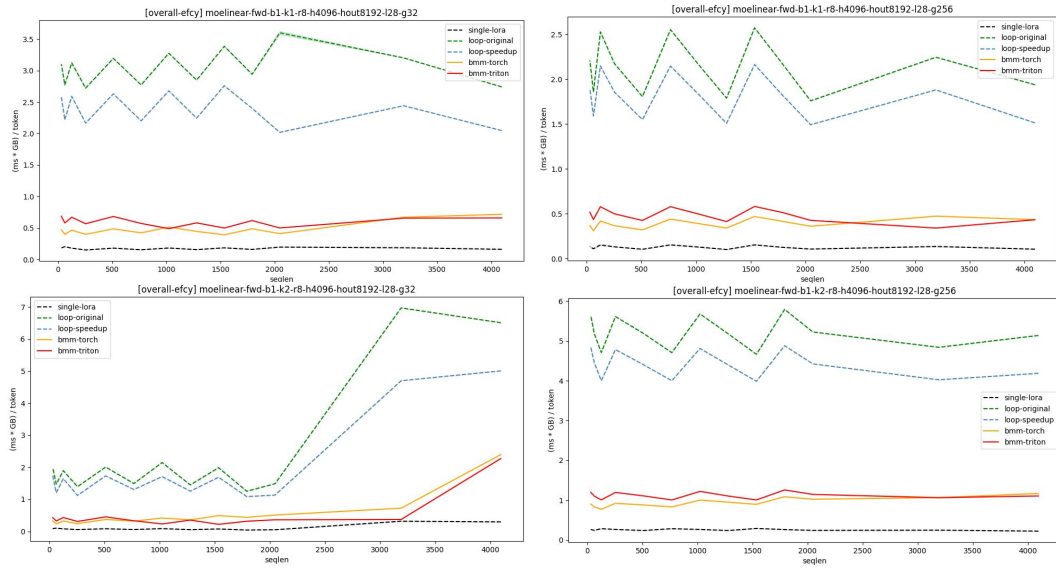 [overall-efcy] moelinear-fwd-b1-k1-r8-h4096-hout8192-l28-g32
3.5
3.0
2.5
2.0
1.5
1.0
0.5
0.0
(ms * GB) / token
single-lora
loop-original
loop-speedup
bmm-torch
bmm-triton
0 500 1000 1500 2000 2500 3000 3500 4000
seqlen
[overall-efcy] moelinear-fwd-b1-k1-r8-h4096-hout8192-l28-g256
2.5
2.0
1.5
1.0
0.5
0.0
(ms * GB) / token
single-lora
loop-original
loop-speedup
bmm-torch
bmm-triton
0 500 1000 1500 2000 2500 3000 3500 4000
seqlen
[overall-efcy] moelinear-fwd-b1-k2-r8-h4096-hout8192-l28-g32
7
6
5
4
3
2
1
0
(ms * GB) / token
single-lora
loop-original
loop-speedup
bmm-torch
bmm-triton
0 500 1000 1500 2000 2500 3000 3500 4000
seqlen
[overall-efcy] moelinear-fwd-b1-k2-r8-h4096-hout8192-l28-g256
6
5
4
3
2
1
0
(ms * GB) / token
single-lora
loop-original
loop-speedup
bmm-torch
bmm-triton
0 500 1000 1500 2000 2500 3000 3500 4000
seqlen